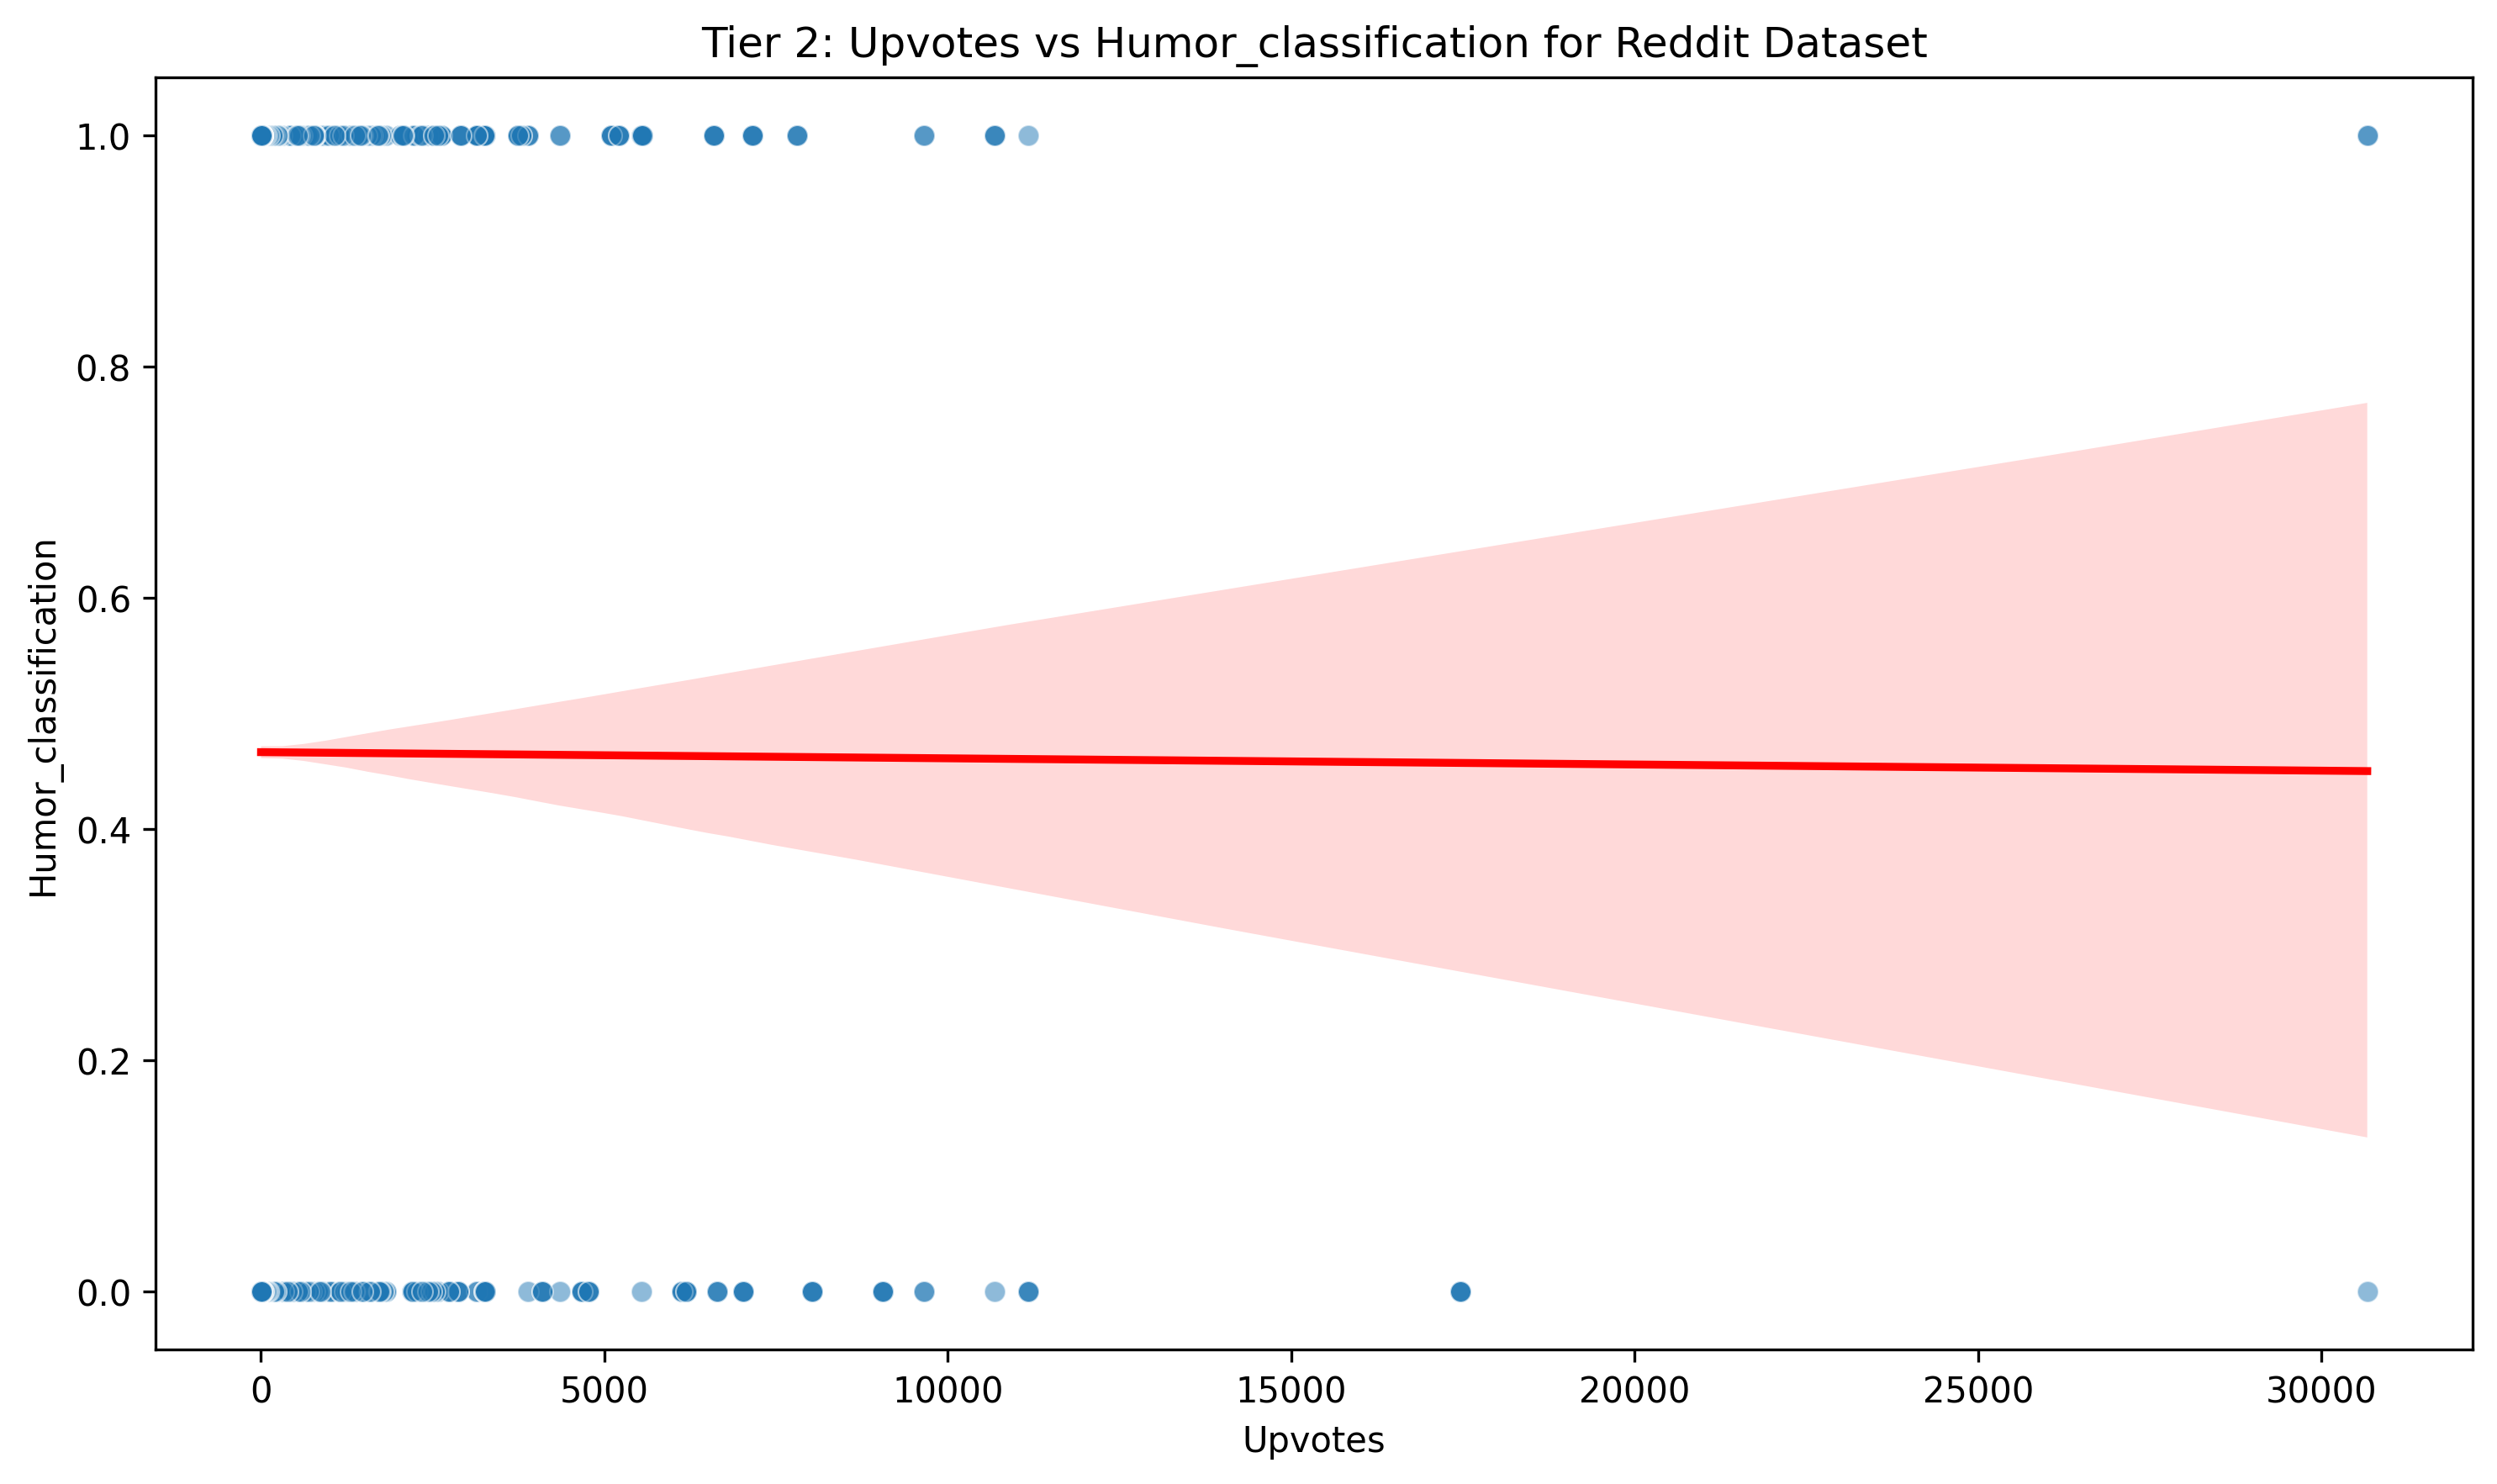 Tier 2: Upvotes vs Humor_classification for Reddit Dataset
Humor_classification
1.0
0.8
0.6
0.4
0.2
0.0
0 5000 10000 15000 20000 25000 30000
Upvotes